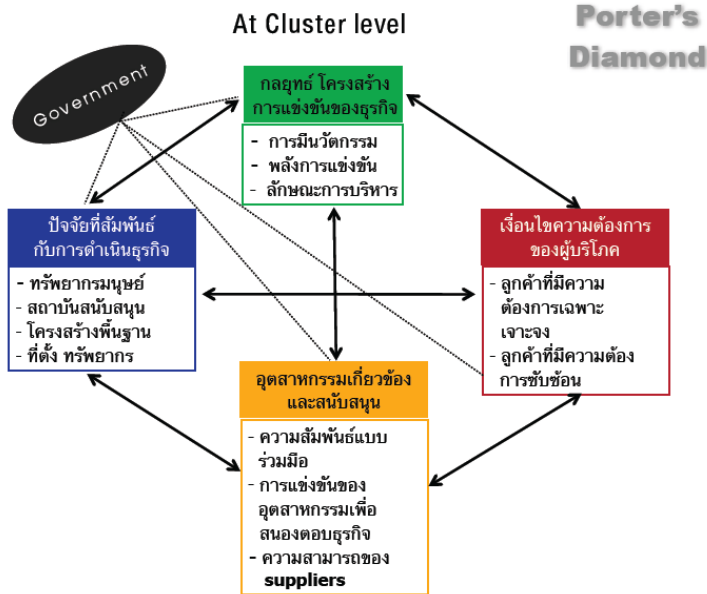 At Cluster level
Porter's
Diamond
Government
กลยุทธ์ โครงสร้าง
การแข่งขันของธุรกิจ
- การมีนวัตกรรม
- พลังการแข่งขัน
- ลักษณะการบริหาร
ปัจจัยที่สัมพันธ์
กับการดำเนินธุรกิจ
- ทรัพยากรมนุษย์
- สถาบันสนับสนุน
- โครงสร้างพื้นฐาน
- ที่ตั้ง ทรัพยากร
เงื่อนไขความต้องการ
ของผู้บริโภค
- ลูกค้าที่มีความ
ต้องการเฉพาะ
เจาะจง
- ลูกค้าที่มีความต้อง
การซับซ้อน
อุตสาหกรรมเกี่ยวข้อง
และสนับสนุน
- ความสัมพันธ์แบบ
ร่วมมือ
- การแข่งขันของ
อุตสาหกรรมเพื่อ
สนองตอบธุรกิจ
- ความสามารถของ
suppliers